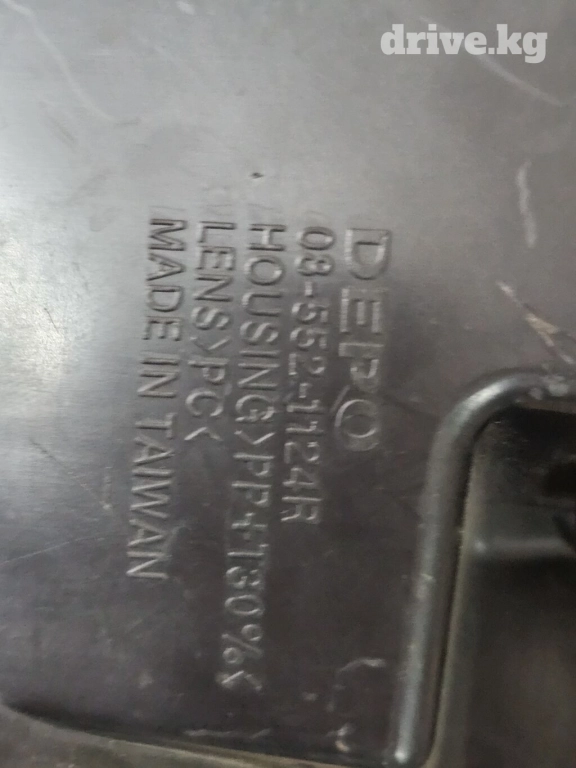 drive.kg
DEPO
08-552-1124R
HOUSING>PP+T30%<
LENS>PC<
MADE IN TAIWAN